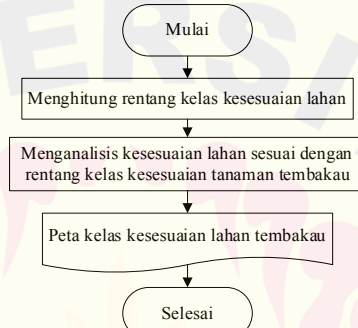 Mulai
Menghitung rentang kelas kesesuaian lahan
Menganalisis kesesuaian lahan sesuai dengan
rentang kelas kesesuaian tanaman tembakau
Peta kelas kesesuaian lahan tembakau
Selesai